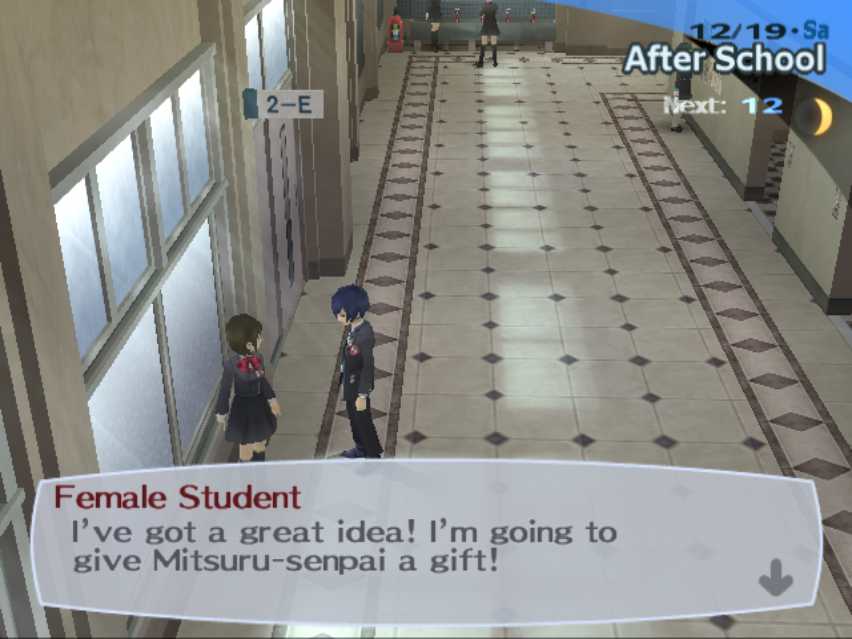 12/19・Sa
After School
Next: 12
2-E
Female Student
I've got a great idea! I'm going to
give Mitsuru-senpai a gift!